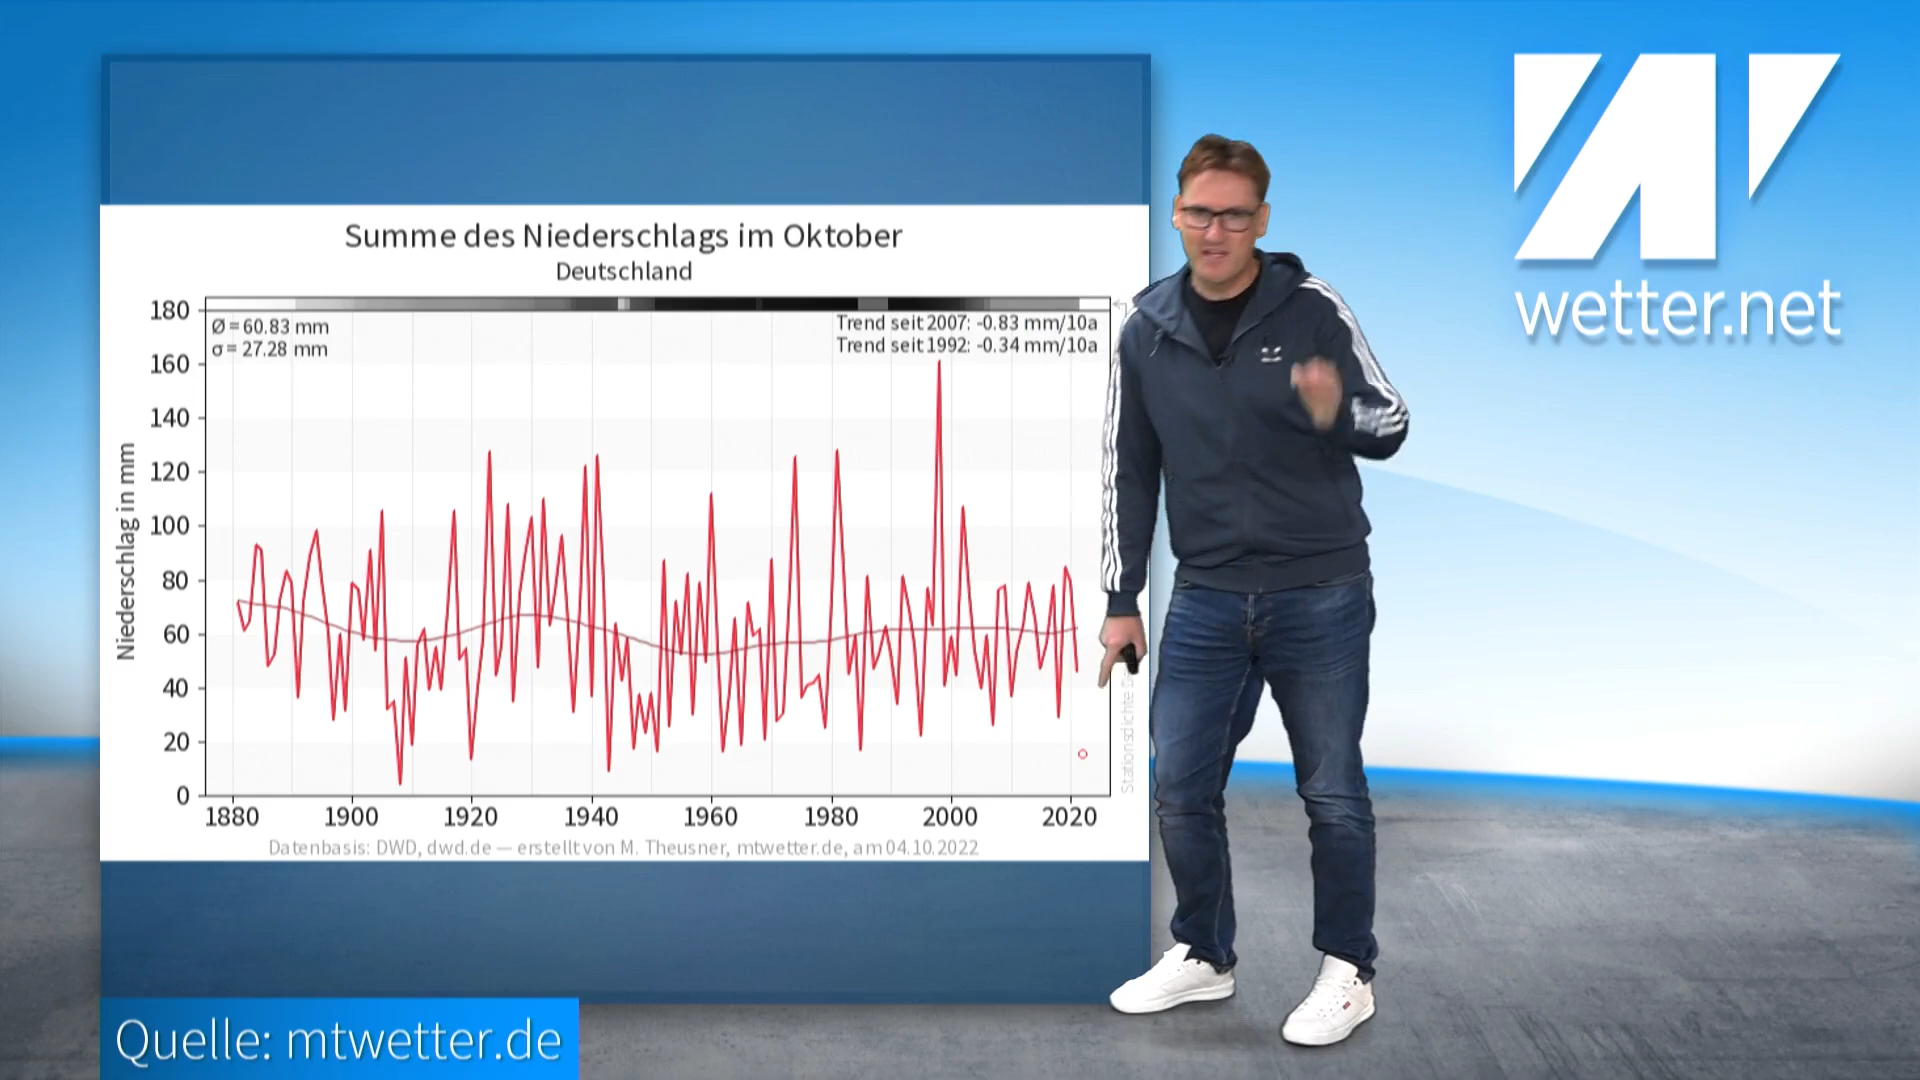 Summe des Niederschlags im Oktober
Deutschland
Ø = 60.83 mm
σ = 27.28 mm
Trend seit 2007: -0.83 mm/10a
Trend seit 1992: -0.34 mm/10a
Niederschlag in mm
180
160
140
120
100
80
60
40
20
0
1880 1900 1920 1940 1960 1980 2000 2020
Stationsdichte
Datenbasis: DWD, dwd.de — erstellt von M. Theusner, mtwetter.de, am 04.10.2022
Quelle: mtwetter.de
wetter.net